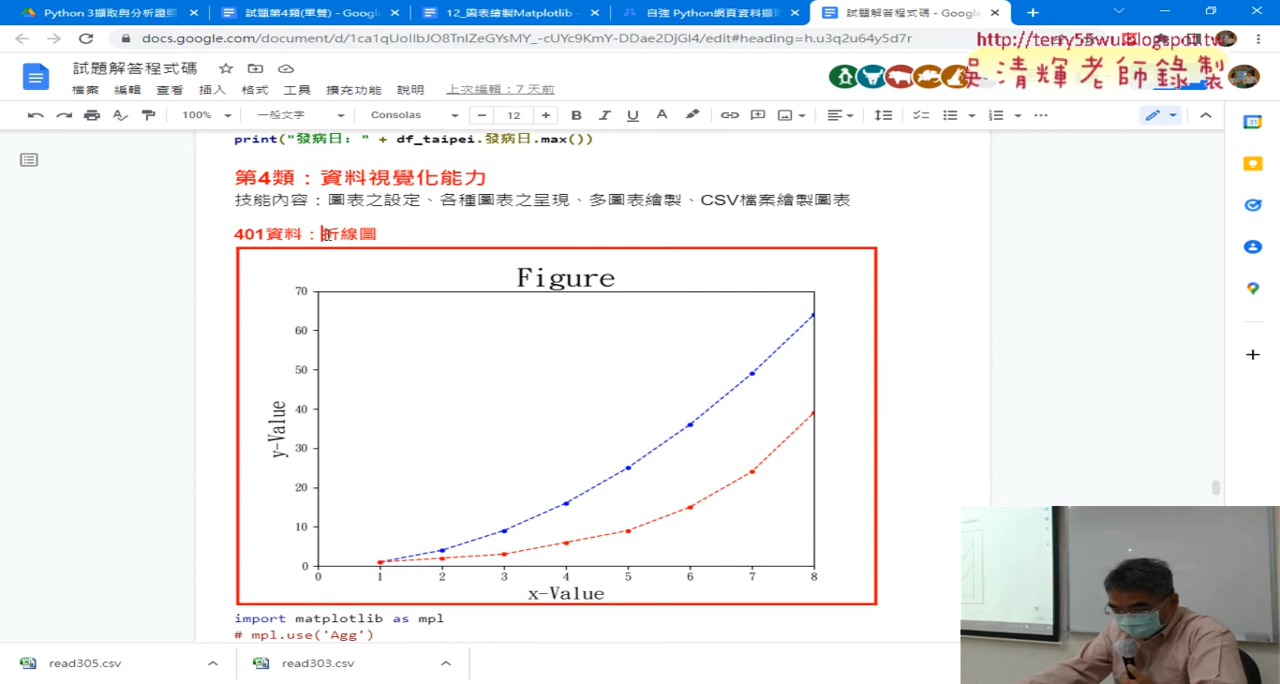 Python 3擷取與分析證照
試題第4類(單雙) - Googl
12_圖表繪製Matplotlib -
自強 Python網頁資料擷
試題解答程式碼 - Google
docs.google.com/document/d/1ca1qUoIIbJO8TnIZeGYsMY_-cUYc9KmY-DDae2DjGI4/edit#heading=h.u3q2u64y5d7r
http://terry55wu.blogspot.tw
吳清輝老師錄製
試題解答程式碼
檔案 編輯 查看 插入 格式 工具 擴充功能 說明 上次編輯：7 天前
100% 一般文字 Consolas 12 B I U A
31
print("發病日: " + df_taipei.發病日.max())
第4類：資料視覺化能力
技能內容：圖表之設定、各種圖表之呈現、多圖表繪製、CSV檔案繪製圖表
401資料：折線圖
Figure
70
60
50
40
30
20
10
0
y-Value
0 1 2 3 4 5 6 7 8
x-Value
import matplotlib as mpl
# mpl.use('Agg')
read305.csv
read303.csv